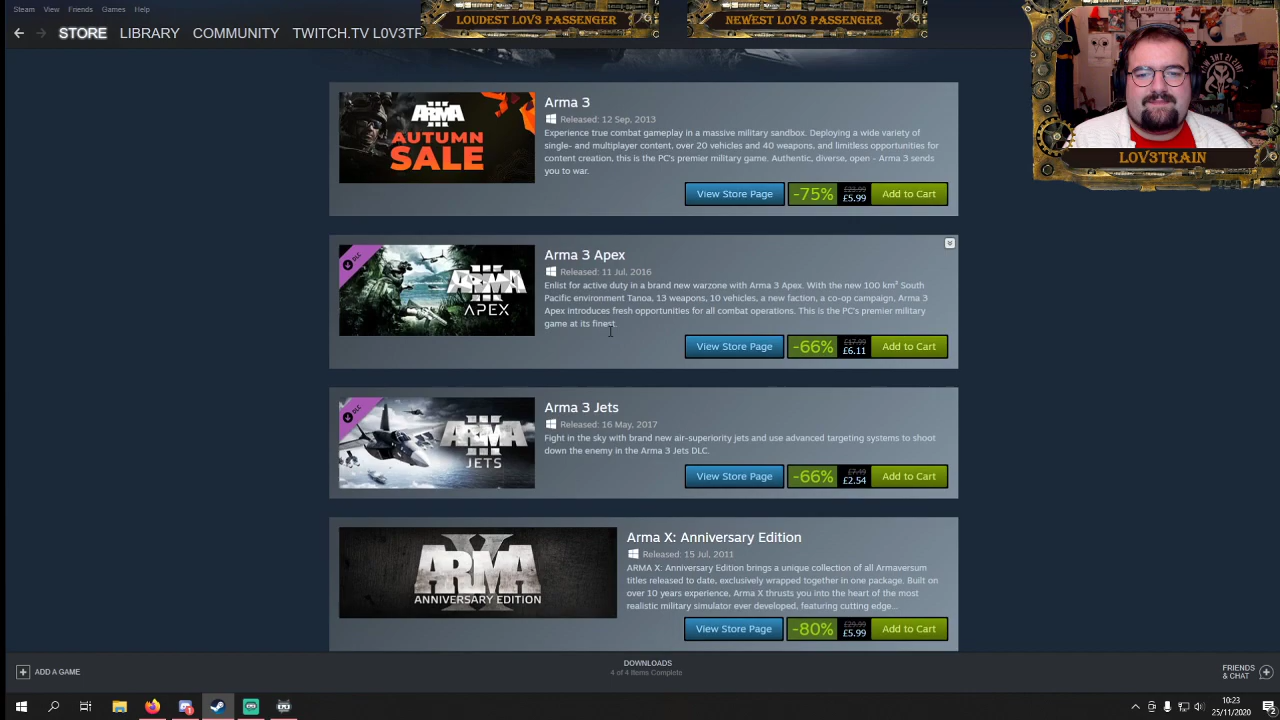 Steam View Friends Games Help
LOUDEST LOV3 PASSENGER
NEWEST LOV3 PASSENGER
STORE LIBRARY COMMUNITY TWITCH.TV L0V3TR
ARMA III
AUTUMN
SALE
Arma 3
Released: 12 Sep, 2013
Experience true combat gameplay in a massive military sandbox. Deploying a wide variety of
single- and multiplayer content, over 20 vehicles and 40 weapons, and limitless opportunities for
content creation, this is the PC's premier military game. Authentic, diverse, open - Arma 3 sends
you to war.
View Store Page -75% £23.99 £5.99 Add to Cart
LOV3TRAIN
DLC
ARMA III
APEX
Arma 3 Apex
Released: 11 Jul, 2016
Enlist for active duty in a brand new warzone with Arma 3 Apex. With the new 100 km² South
Pacific environment Tanoa, 13 weapons, 10 vehicles, a new faction, a co-op campaign, Arma 3
Apex introduces fresh opportunities for all combat operations. This is the PC's premier military
game at its finest.
View Store Page -66% £17.99 £6.11 Add to Cart
DLC
ARMA III
JETS
Arma 3 Jets
Released: 16 May, 2017
Fight in the sky with brand new air-superiority jets and use advanced targeting systems to shoot
down the enemy in the Arma 3 Jets DLC.
View Store Page -66% £7.49 £2.54 Add to Cart
ARMA X
ANNIVERSARY EDITION
Arma X: Anniversary Edition
Released: 15 Jul, 2011
ARMA X: Anniversary Edition brings a unique collection of all Armaversum
titles released to date, exclusively wrapped together in one package. Built on
over 10 years experience, Arma X thrusts you into the heart of the most
realistic military simulator ever developed, featuring cutting edge...
View Store Page -80% £29.99 £5.99 Add to Cart
ADD A GAME
DOWNLOADS
4 of 4 Items Complete
FRIENDS
& CHAT
10:23
25/11/2020